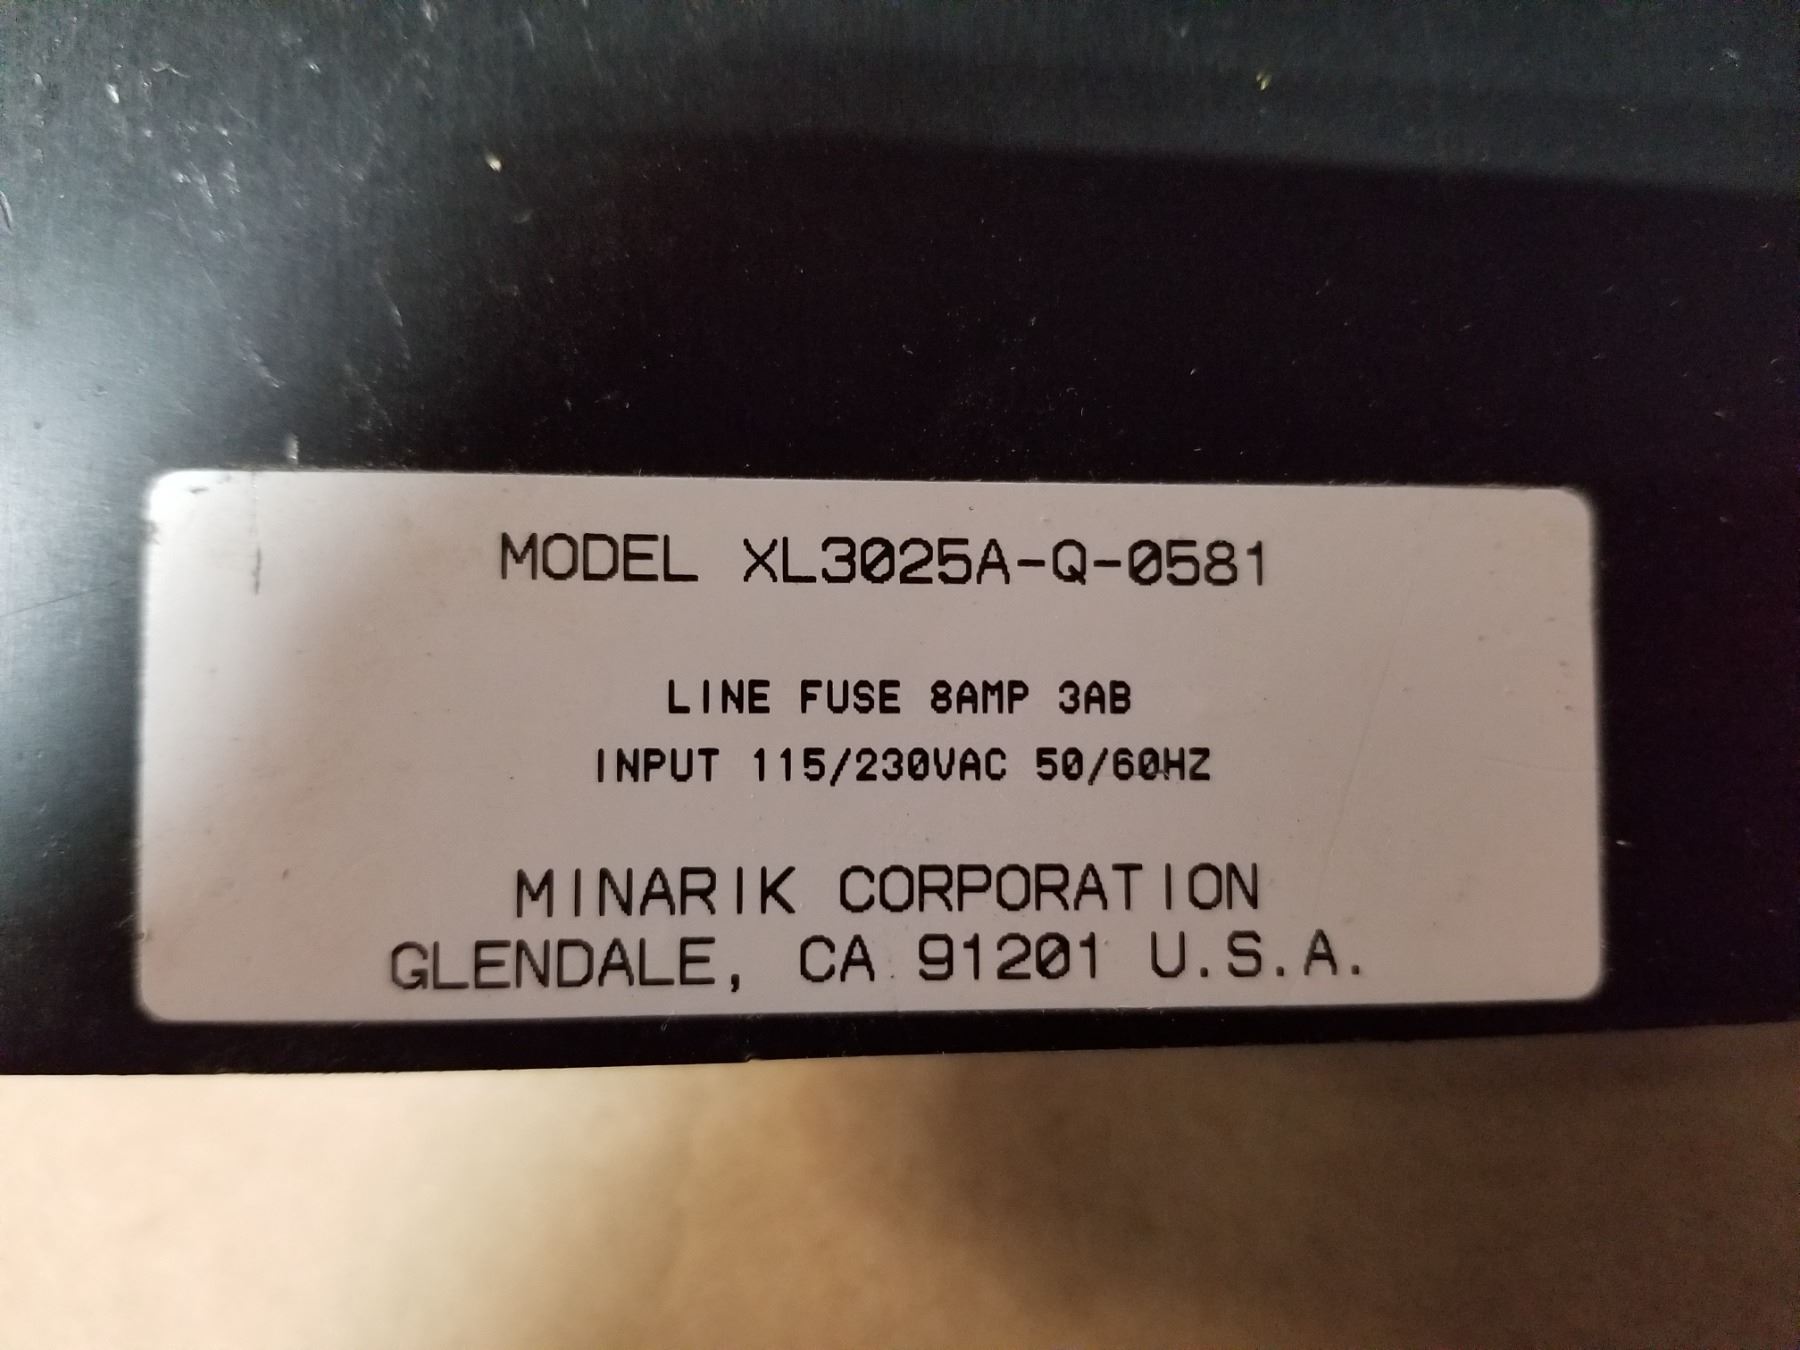 MODEL XL3025A-Q-0581
LINE FUSE 8AMP 3AB
INPUT 115/230VAC 50/60HZ
MINARIK CORPORATION
GLENDALE, CA 91201 U.S.A.